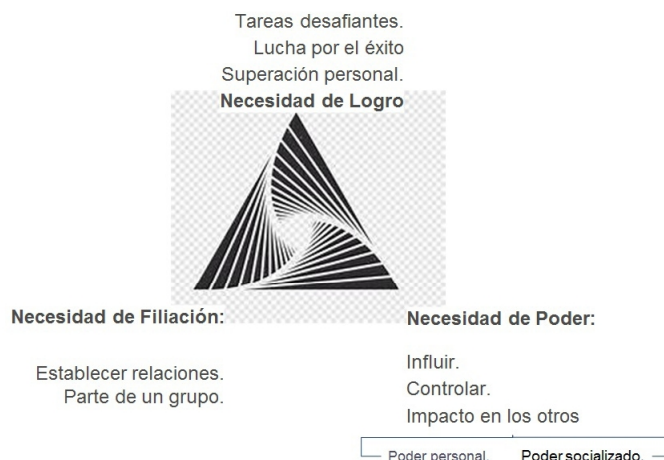 Tareas desafiantes.
Lucha por el éxito
Superación personal.
Necesidad de Logro
Necesidad de Filiación:
Establecer relaciones.
Parte de un grupo.
Necesidad de Poder:
Influir.
Controlar.
Impacto en los otros
Poder personal. Poder socializado.